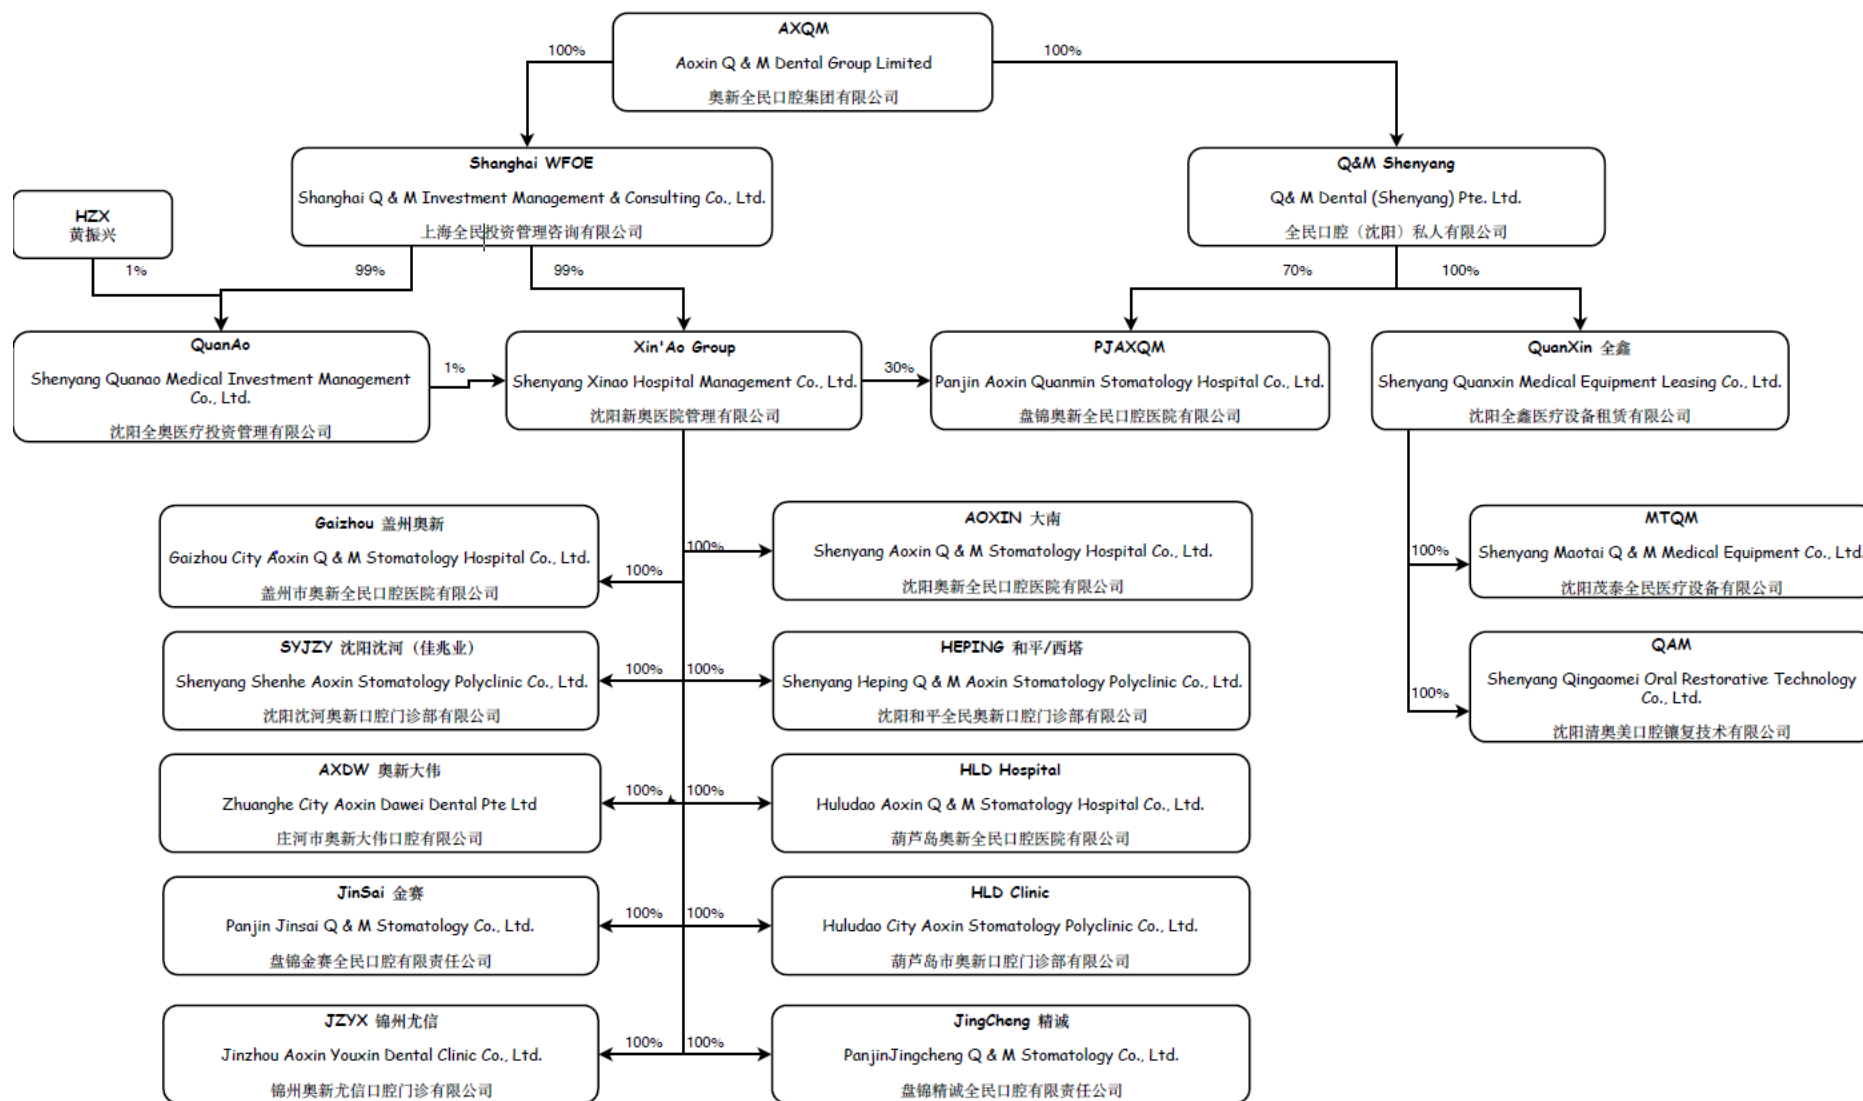 AXQM
Aoxin Q & M Dental Group Limited
奥新全民口腔集团有限公司
100%
100%
Shanghai WFOE
Shanghai Q & M Investment Management & Consulting Co., Ltd.
上海全民投资管理咨询有限公司
Q&M Shenyang
Q& M Dental (Shenyang) Pte. Ltd.
全民口腔（沈阳）私人有限公司
HZX
黄振兴
1%
99%
99%
70%
100%
QuanAo
Shenyang Quanao Medical Investment Management
Co., Ltd.
沈阳全奥医疗投资管理有限公司
1%
Xin'Ao Group
Shenyang Xinao Hospital Management Co., Ltd.
沈阳新奥医院管理有限公司
30%
PJAXQM
Panjin Aoxin Quanmin Stomatology Hospital Co., Ltd.
盘锦奥新全民口腔医院有限公司
QuanXin 全鑫
Shenyang Quanxin Medical Equipment Leasing Co., Ltd.
沈阳全鑫医疗设备租赁有限公司
Gaizhou 盖州奥新
Gaizhou City Aoxin Q & M Stomatology Hospital Co., Ltd.
盖州市奥新全民口腔医院有限公司
100%
100%
AOXIN 大南
Shenyang Aoxin Q & M Stomatology Hospital Co., Ltd.
沈阳奥新全民口腔医院有限公司
100%
MTQM
Shenyang Maotai Q & M Medical Equipment Co., Ltd.
沈阳茂泰全民医疗设备有限公司
SYJZY 沈阳沈河（佳兆业）
Shenyang Shenhe Aoxin Stomatology Polyclinic Co., Ltd.
沈阳沈河奥新口腔门诊部有限公司
100%
100%
HEPING 和平/西塔
Shenyang Heping Q & M Aoxin Stomatology Polyclinic Co., Ltd.
沈阳和平全民奥新口腔门诊部有限公司
100%
QAM
Shenyang Qingaomei Oral Restorative Technology
Co., Ltd.
沈阳清奥美口腔镶复技术有限公司
AXDW 奥新大伟
Zhuanghe City Aoxin Dawei Dental Pte Ltd
庄河市奥新大伟口腔有限公司
100%
100%
HLD Hospital
Huludao Aoxin Q & M Stomatology Hospital Co., Ltd.
葫芦岛奥新全民口腔医院有限公司
JinSai 金赛
Panjin Jinsai Q & M Stomatology Co., Ltd.
盘锦金赛全民口腔有限责任公司
100%
100%
HLD Clinic
Huludao City Aoxin Stomatology Polyclinic Co., Ltd.
葫芦岛市奥新口腔门诊部有限公司
JZYX 锦州尤信
Jinzhou Aoxin Youxin Dental Clinic Co., Ltd.
锦州奥新尤信口腔门诊有限公司
100%
100%
JingCheng 精诚
PanjinJingcheng Q & M Stomatology Co., Ltd.
盘锦精诚全民口腔有限责任公司